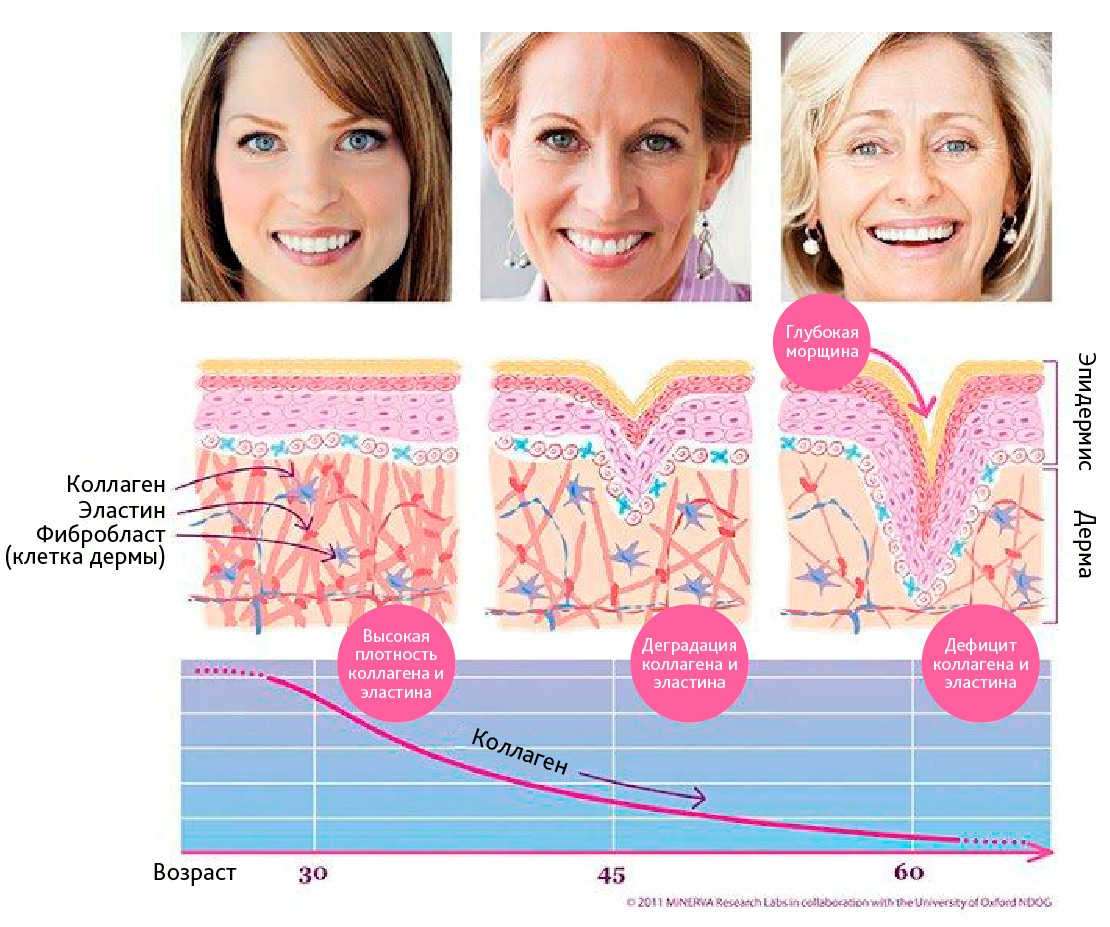 Глубокая
морщина
Эпидермис
Коллаген
Эластин
Фибробласт
(клетка дермы)
Дерма
Высокая
плотность
коллагена и
эластина
Деградация
коллагена и
эластина
Дефицит
коллагена и
эластина
Коллаген
Возраст 30 45 60
© 2011 MINERVA Research Labs in collaboration with the University of Oxford NDOG